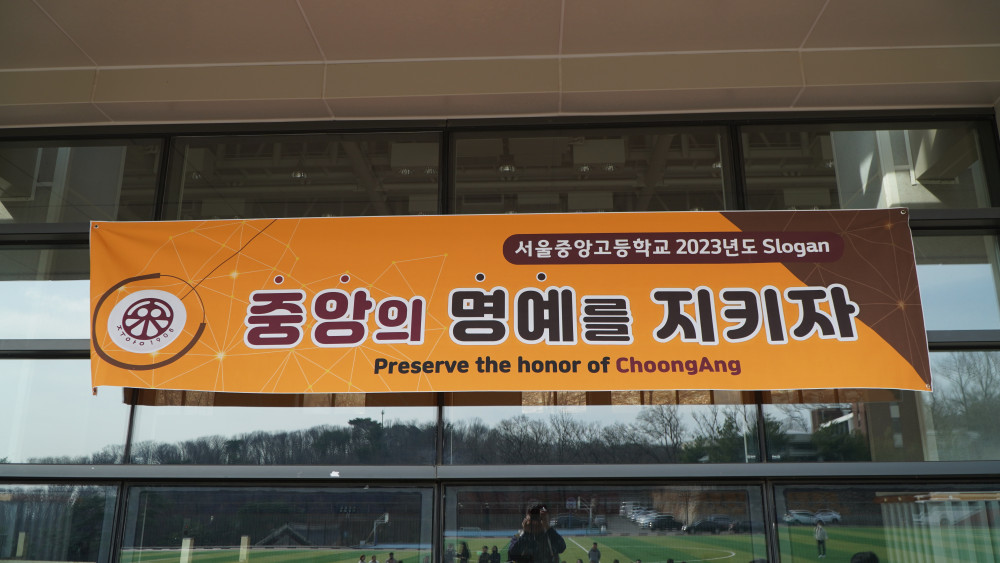 서울중앙고등학교 2023년도 Slogan
중앙의 명예를 지키자
Preserve the honor of ChoongAng